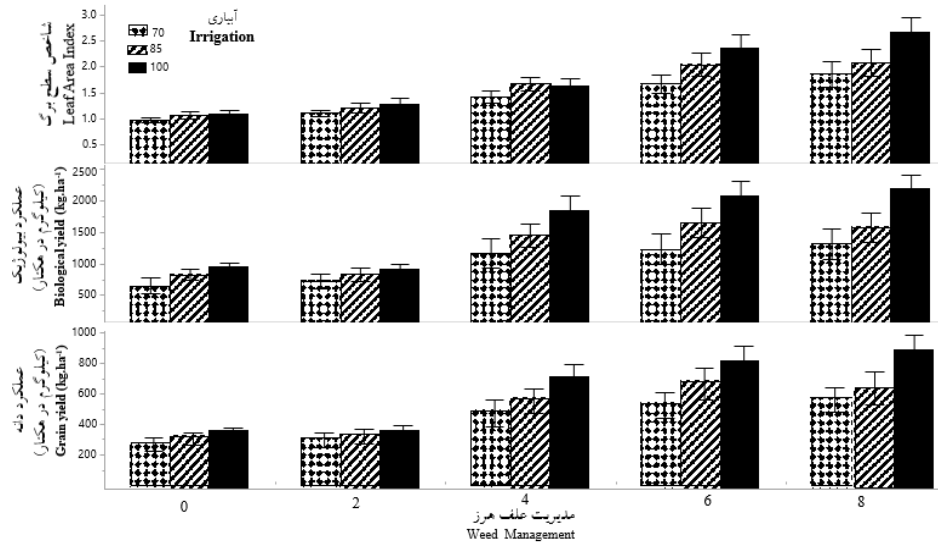 آبیاری
Irrigation
70
85
100
شاخص سطح برگ
Leaf Area Index
3.0
2.5
2.0
1.5
1.0
0.5
عملکرد بیولوژیک
(کیلوگرم در هکتار)
Biological yield (kg.ha-1)
2500
2000
1500
1000
500
عملکرد دانه
(کیلوگرم در هکتار)
Grain yield (kg.ha-1)
1000
800
600
400
200
0 2 4 6 8
مدیریت علف هرز
Weed Management